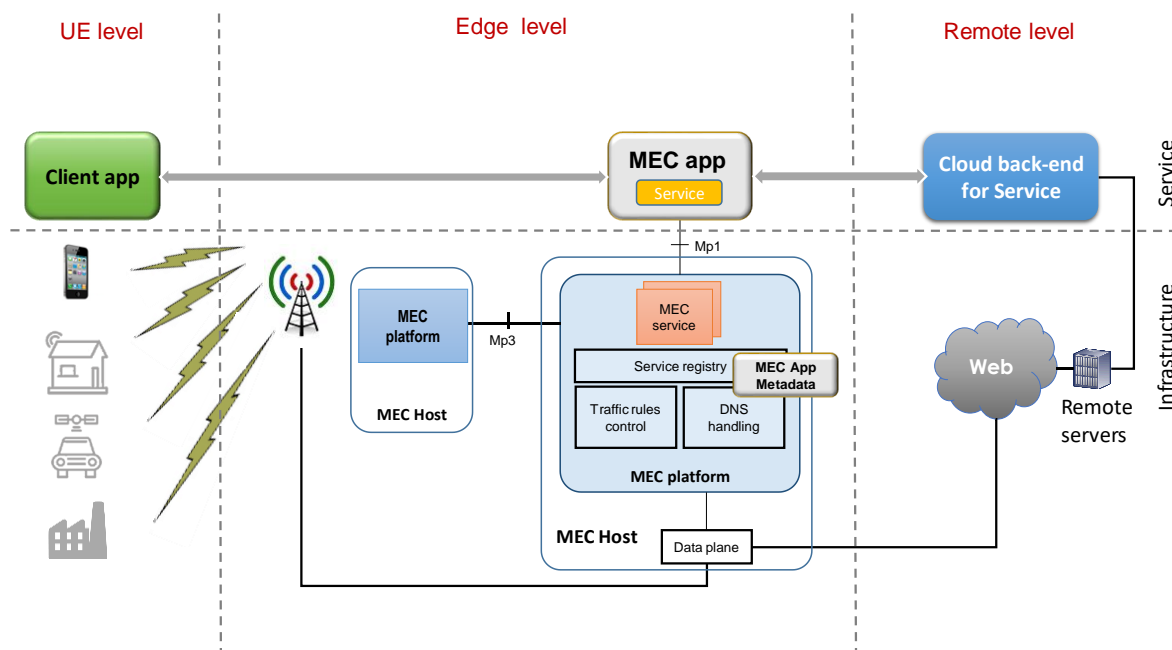 UE level
Edge level
Remote level
Client app
MEC app
Service
Cloud back-end
for Service
Service
Mp1
MEC
platform
Mp3
MEC Host
MEC
service
Service registry
MEC App
Metadata
Traffic rules
control
DNS
handling
MEC platform
MEC Host
Data plane
Web
Remote
servers
Infrastructure